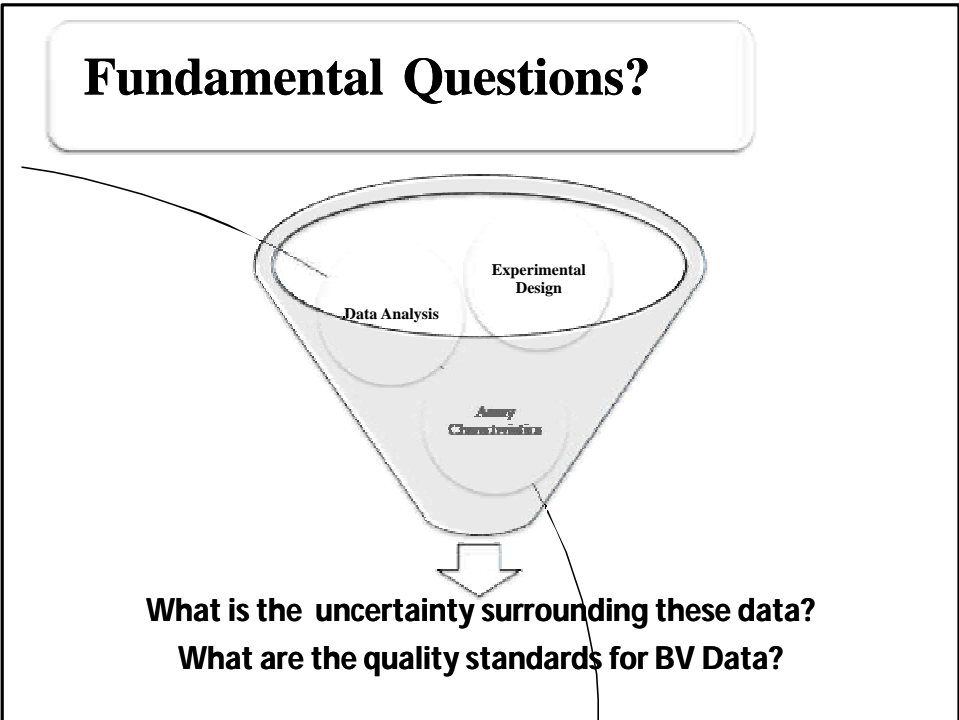 Fundamental Questions?
Experimental
Design
Data Analysis
Characteristics
What is the uncertainty surrounding these data?
What are the quality standards for BV Data?